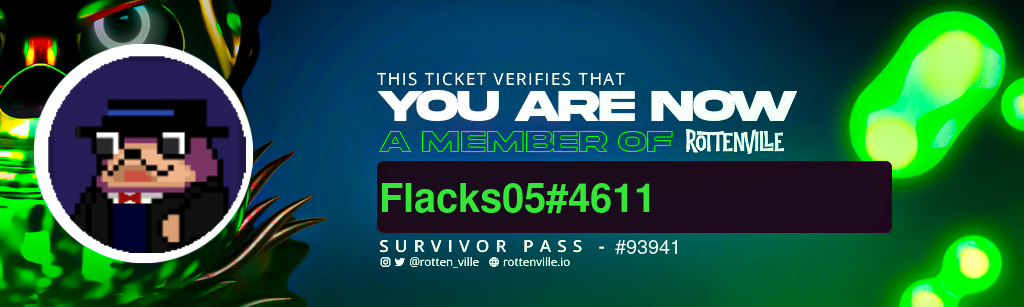 THIS TICKET VERIFIES THAT
YOU ARE NOW
A MEMBER OF ROTTENVILLE
Flacks05#4611
SURVIVOR PASS - #93941
@rotten_ville rottenville.io